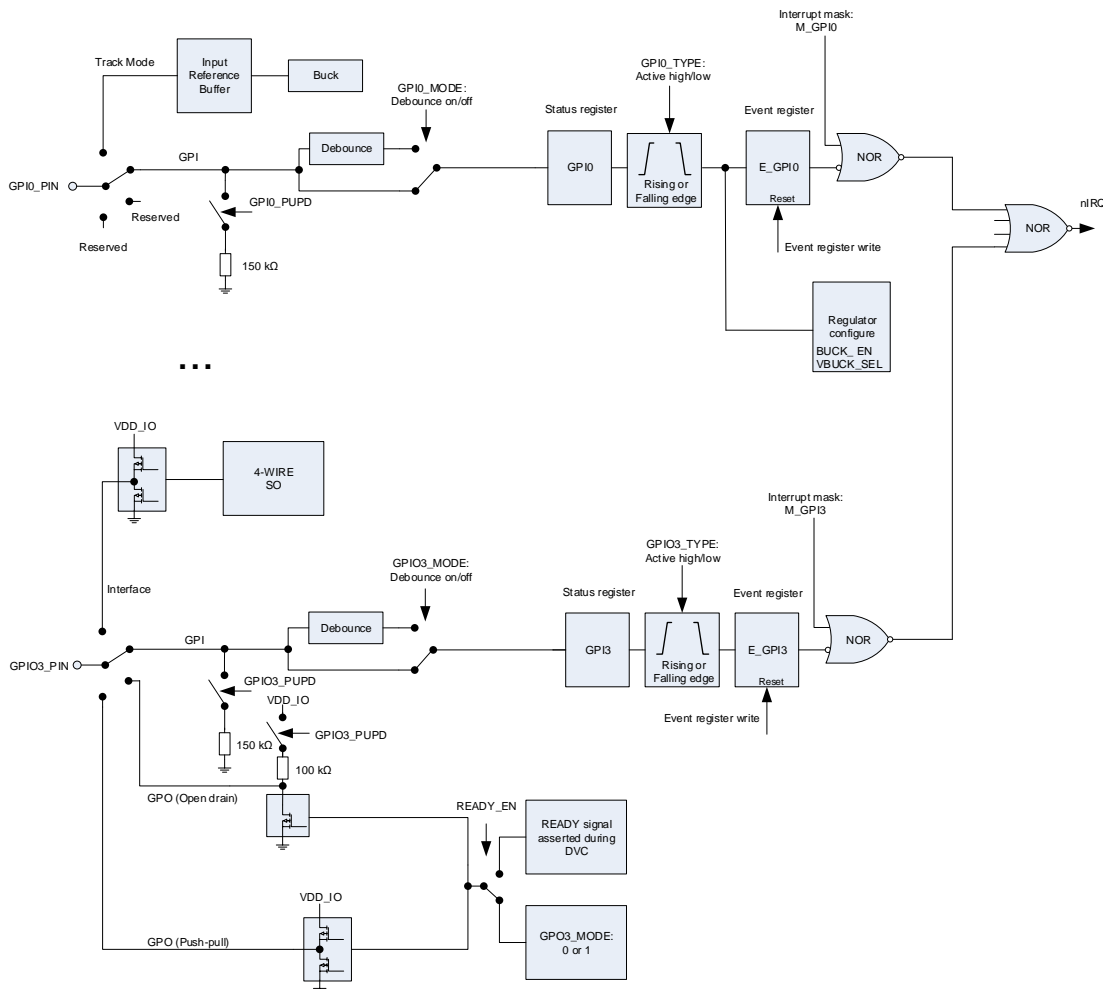 Interrupt mask:
M_GPI0
Track Mode
Input
Reference
Buffer
Buck
GPI0_TYPE:
Active high/low
GPI0_MODE:
Debounce on/off
Status register
Event register
GPI
Debounce
GPI0
Rising or
Falling edge
E_GPI0
Reset
NOR
GPI0_PIN
Reserved
Reserved
GPI0_PUPD
150 kΩ
Event register write
NOR
nIRQ
Regulator
configure
BUCK_ EN
VBUCK_SEL
...
VDD_IO
4-WIRE
SO
Interrupt mask:
M_GPI3
GPIO3_TYPE:
Active high/low
GPIO3_MODE:
Debounce on/off
Interface
Status register
Event register
GPI
Debounce
GPI3
Rising or
Falling edge
E_GPI3
Reset
NOR
GPIO3_PIN
GPIO3_PUPD
VDD_IO
150 kΩ
GPIO3_PUPD
100 kΩ
Event register write
GPO (Open drain)
READY_EN
READY signal
asserted during
DVC
VDD_IO
GPO (Push-pull)
GPO3_MODE:
0 or 1